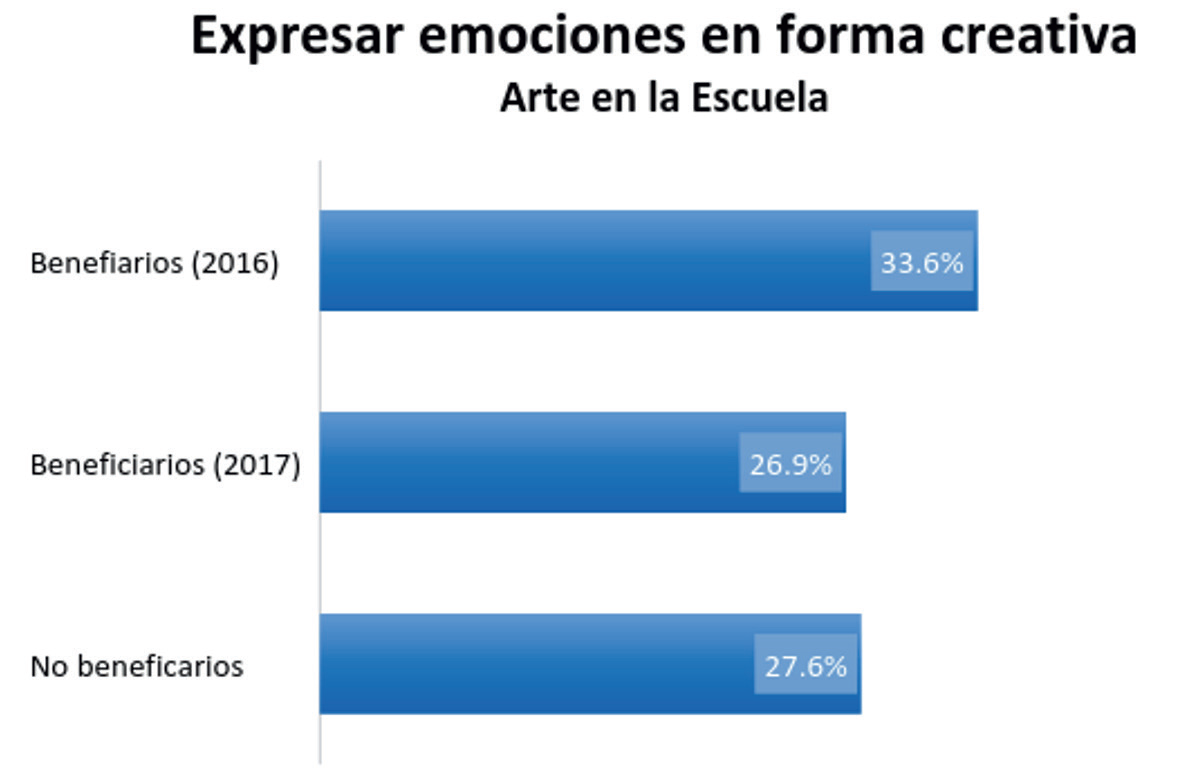 Expresar emociones en forma creativa
Arte en la Escuela
Benefiarios (2016)
33.6%
Beneficiarios (2017)
26.9%
No beneficarios
27.6%